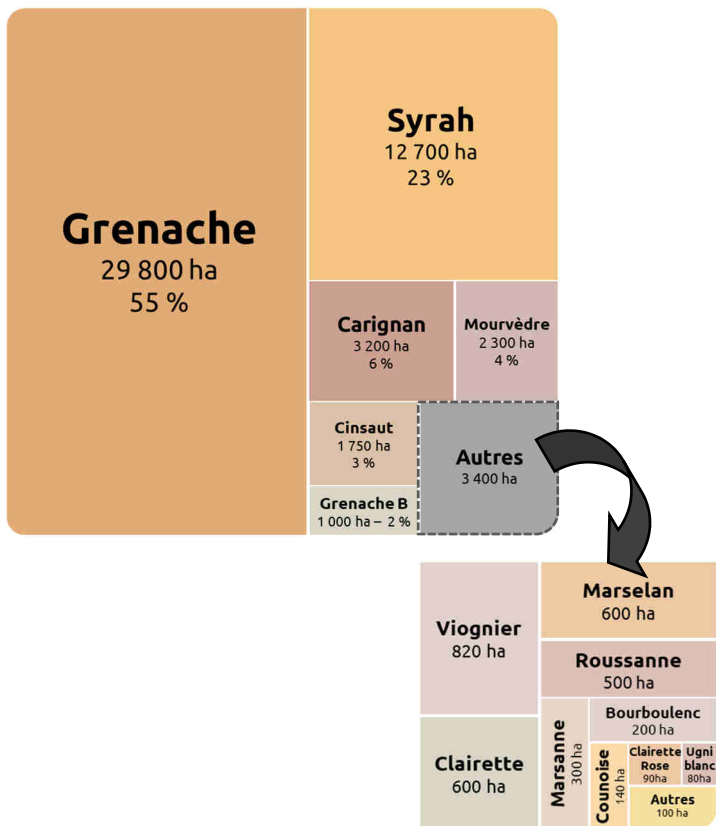 Grenache
29 800 ha
55 %
Syrah
12 700 ha
23 %
Carignan
3 200 ha
6 %
Mourvèdre
2 300 ha
4 %
Cinsaut
1 750 ha
3 %
Grenache B
1 000 ha – 2 %
Autres
3 400 ha
Viognier
820 ha
Clairette
600 ha
Marselan
600 ha
Roussanne
500 ha
Marsanne
300 ha
Bourboulenc
200 ha
Counoise
140 ha
Clairette
Rose
90ha
Ugni
blanc
80ha
Autres
100 ha